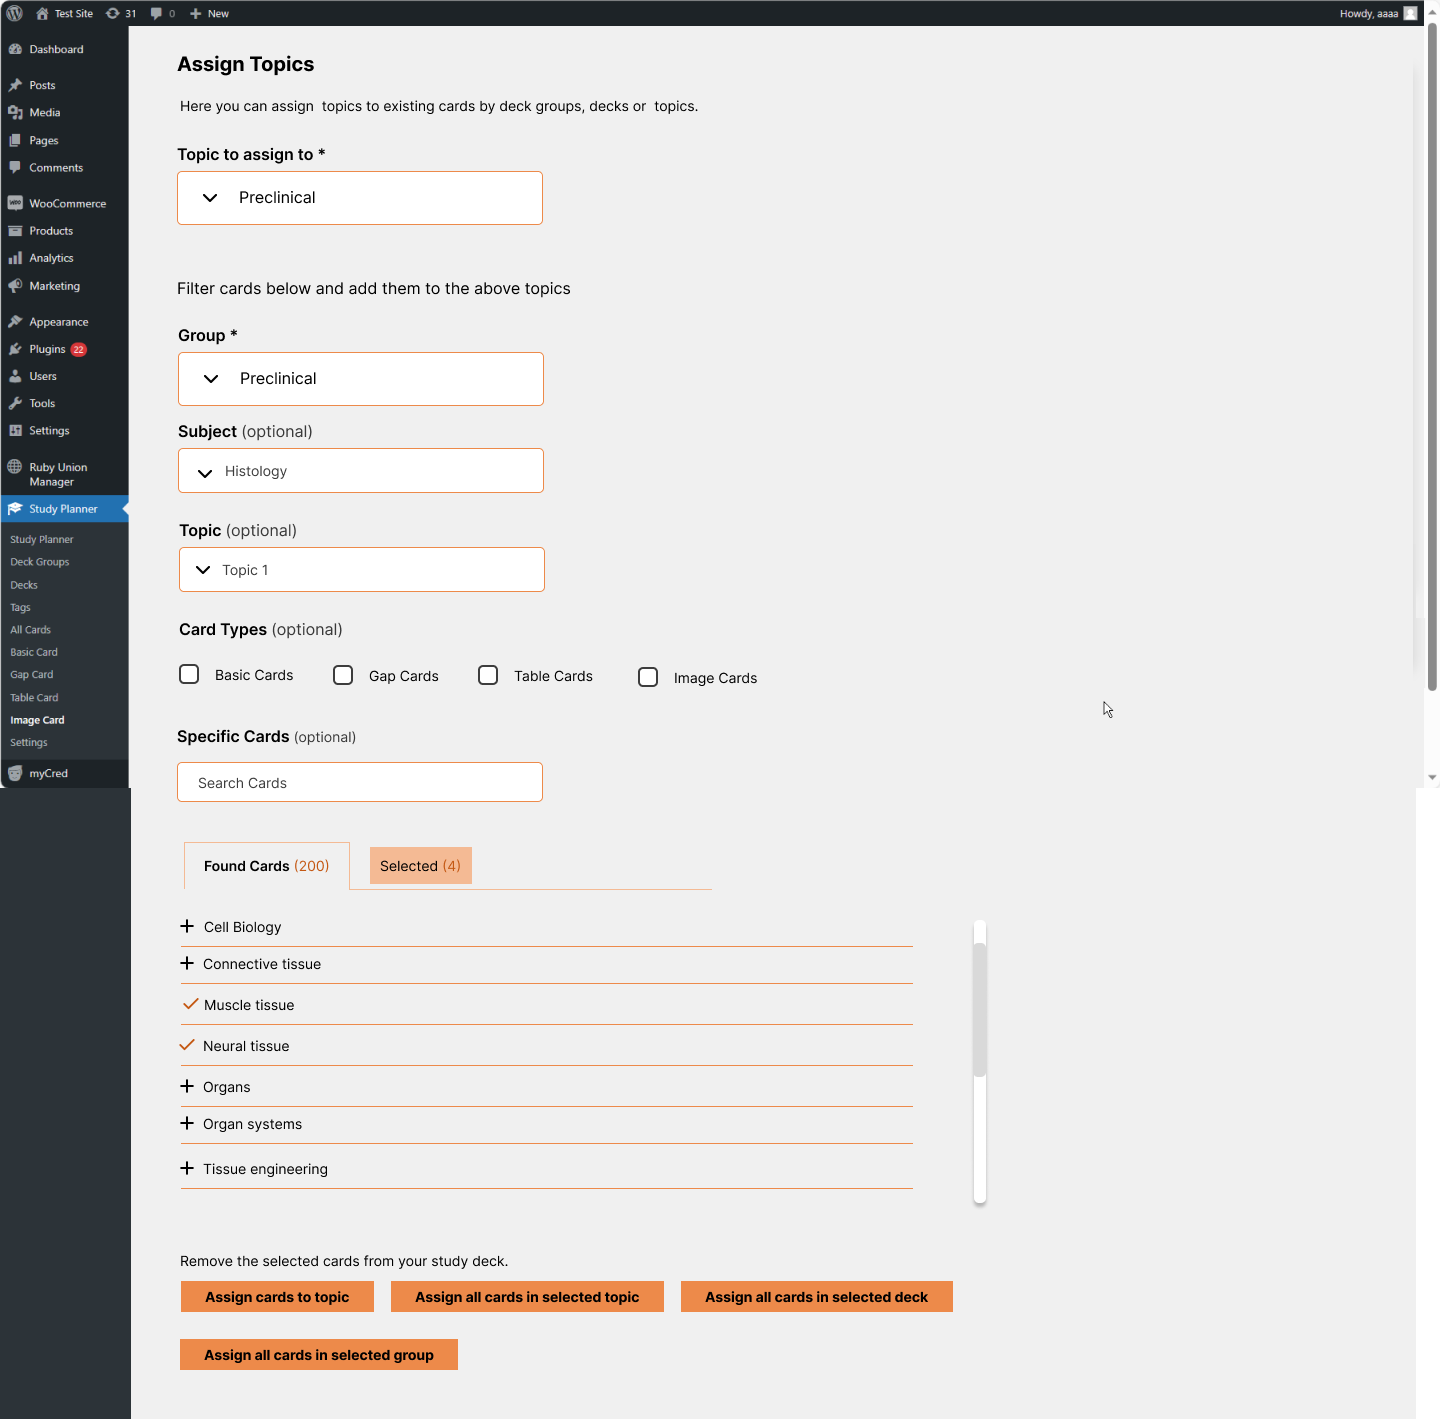 Test Site 31 0 New Howdy, aaaa
Dashboard
Posts
Media
Pages
Comments
WOO WooCommerce
Products
Analytics
Marketing
Appearance
Plugins 22
Users
Tools
Settings
Ruby Union
Manager
Study Planner
Study Planner
Deck Groups
Decks
Tags
All Cards
Basic Card
Gap Card
Table Card
Image Card
Settings
myCred
Assign Topics
Here you can assign topics to existing cards by deck groups, decks or topics.
Topic to assign to *
Preclinical
Filter cards below and add them to the above topics
Group *
Preclinical
Subject (optional)
Histology
Topic (optional)
Topic 1
Card Types (optional)
Basic Cards Gap Cards Table Cards Image Cards
Specific Cards (optional)
Search Cards
Found Cards (200) Selected (4)
Cell Biology
Connective tissue
Muscle tissue
Neural tissue
Organs
Organ systems
Tissue engineering
Remove the selected cards from your study deck.
Assign cards to topic Assign all cards in selected topic Assign all cards in selected deck
Assign all cards in selected group